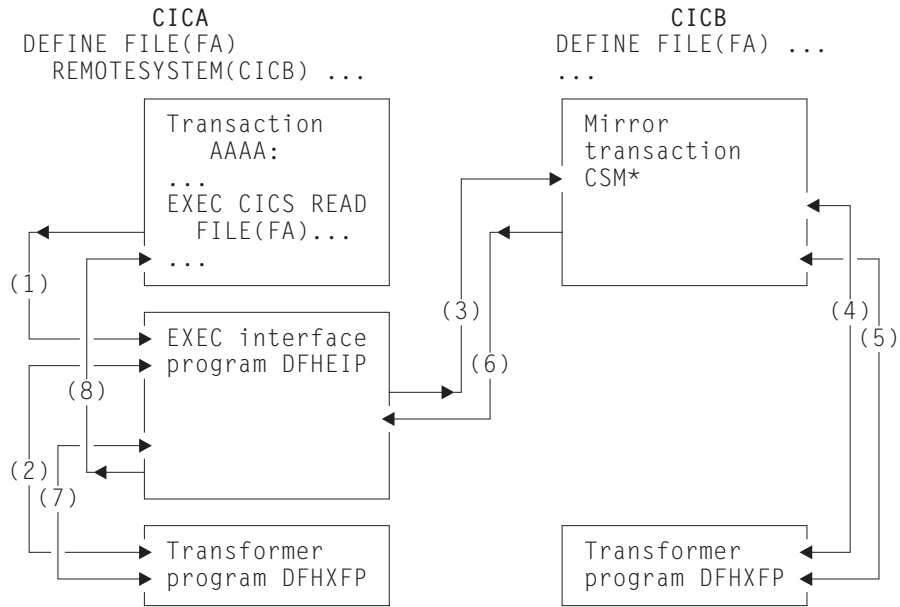 CICA
DEFINE FILE(FA)
REMOTESYSTEM(CICB) ...
CICB
DEFINE FILE(FA) ...
...
Transaction
AAAA:
...
EXEC CICS READ
FILE(FA)...
...
Mirror
transaction
CSM*
(1)
(3)
(4)
(5)
EXEC interface
program DFHEIP
(6)
(8)
(2)
(7)
Transformer
program DFHXFP
Transformer
program DFHXFP